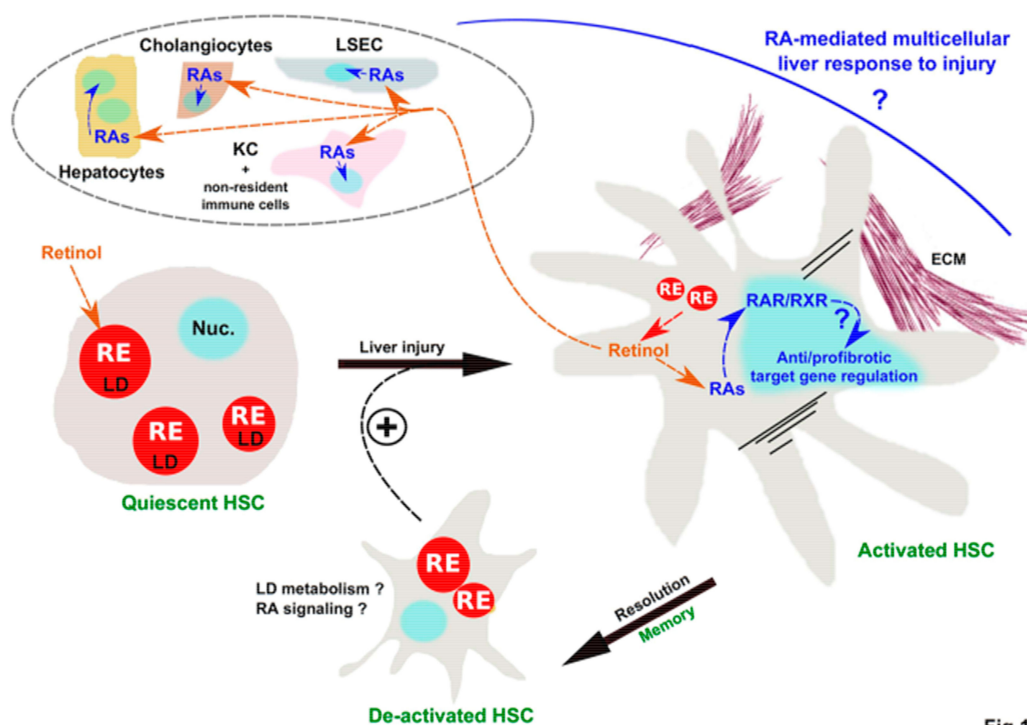 Cholangiocytes
LSEC
RAs
RAs
RAs
Hepatocytes
KC
+
non-resident
immune cells
RAs
RA-mediated multicellular
liver response to injury
?
Retinol
RE
LD
Nuc.
RE
LD
RE
LD
Quiescent HSC
Liver injury
+
ECM
RE
RE
RAR/RXR
?
Retinol
RAs
Anti/profibrotic
target gene regulation
Activated HSC
LD metabolism ?
RA signaling ?
RE
RE
De-activated HSC
Resolution
Memory